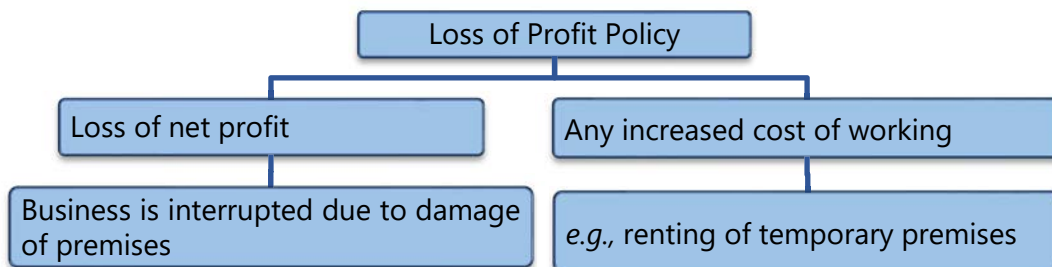 Loss of Profit Policy
Loss of net profit
Any increased cost of working
Business is interrupted due to damage
of premises
e.g., renting of temporary premises